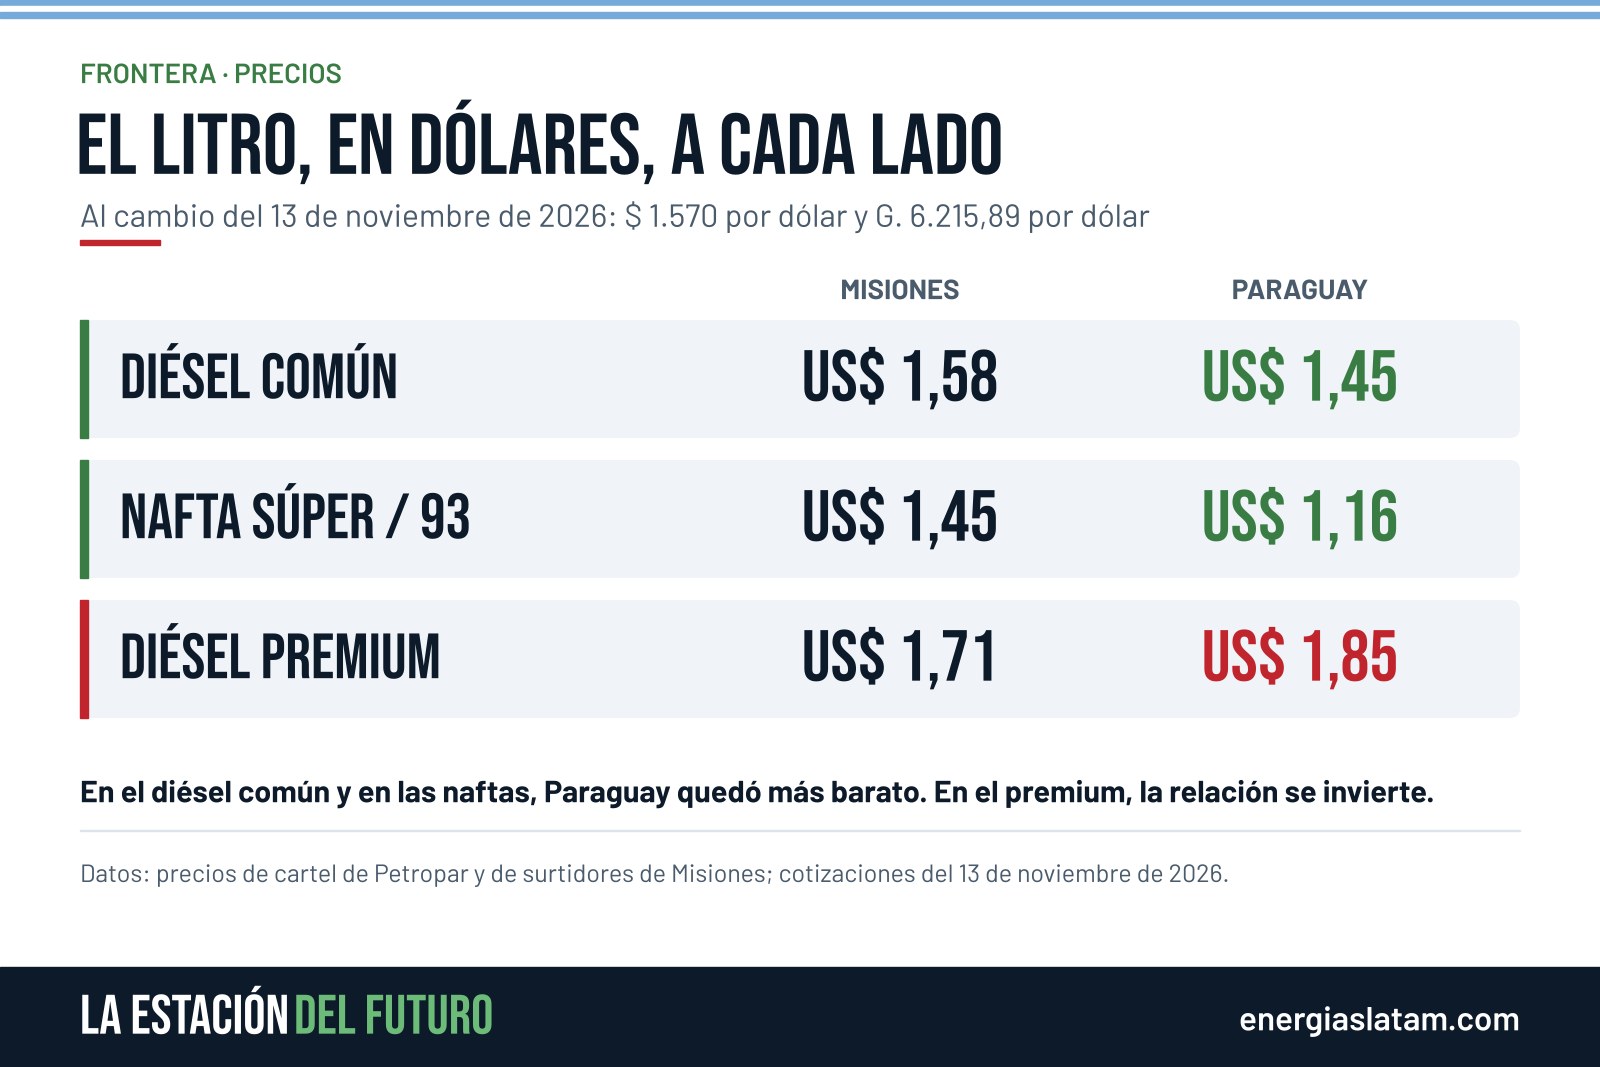 FRONTERA · PRECIOS
EL LITRO, EN DÓLARES, A CADA LADO
Al cambio del 13 de noviembre de 2026: $ 1.570 por dólar y G. 6.215,89 por dólar
MISIONES PARAGUAY
DIÉSEL COMÚN US$ 1,58 US$ 1,45
NAFTA SÚPER / 93 US$ 1,45 US$ 1,16
DIÉSEL PREMIUM US$ 1,71 US$ 1,85
En el diésel común y en las naftas, Paraguay quedó más barato. En el premium, la relación se invierte.
Datos: precios de cartel de Petropar y de surtidores de Misiones; cotizaciones del 13 de noviembre de 2026.
LA ESTACIÓN DEL FUTURO energiaslatam.com